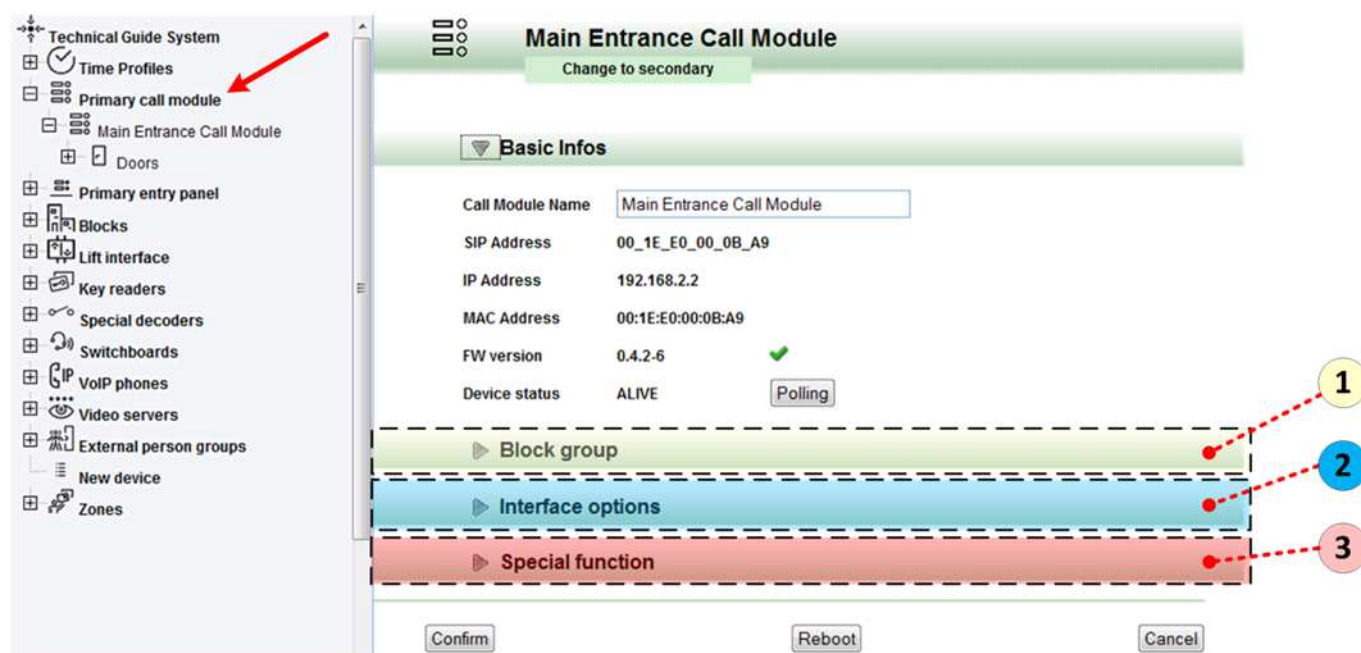 Technical Guide System
Time Profiles
Primary call module
Main Entrance Call Module
Doors
Primary entry panel
Blocks
Lift interface
Key readers
Special decoders
Switchboards
IP VoIP phones
Video servers
External person groups
New device
Zones
Main Entrance Call Module
Change to secondary
Basic Infos
Call Module Name Main Entrance Call Module
SIP Address 00_1E_E0_00_0B_A9
IP Address 192.168.2.2
MAC Address 00:1E:E0:00:0B:A9
FW version 0.4.2-6
Device status ALIVE Polling
Block group 1
Interface options 2
Special function 3
Confirm Reboot Cancel